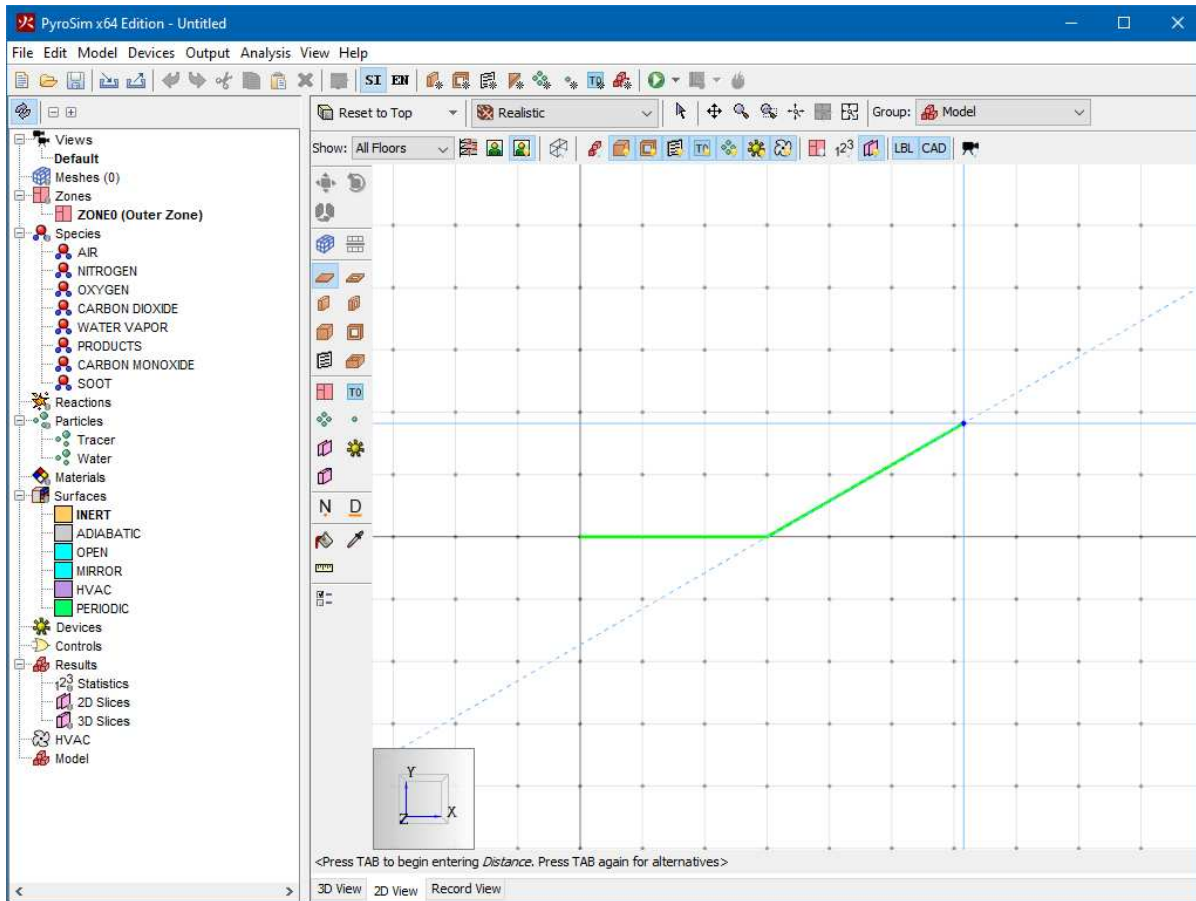 PyroSim x64 Edition - Untitled
File Edit Model Devices Output Analysis View Help
SI EN
Reset to Top Realistic Group: Model
Show: All Floors 123 LBL CAD
Views
Default
Meshes (0)
Zones
ZONE0 (Outer Zone)
Species
AIR
NITROGEN
OXYGEN
CARBON DIOXIDE
WATER VAPOR
PRODUCTS
CARBON MONOXIDE
SOOT
Reactions
Particles
Tracer
Water
Materials
Surfaces
INERT
ADIABATIC
OPEN
MIRROR
HVAC
PERIODIC
Devices
Controls
Results
Statistics
2D Slices
3D Slices
HVAC
Model
N D
Y
Z X
<Press TAB to begin entering Distance. Press TAB again for alternatives>
3D View 2D View Record View